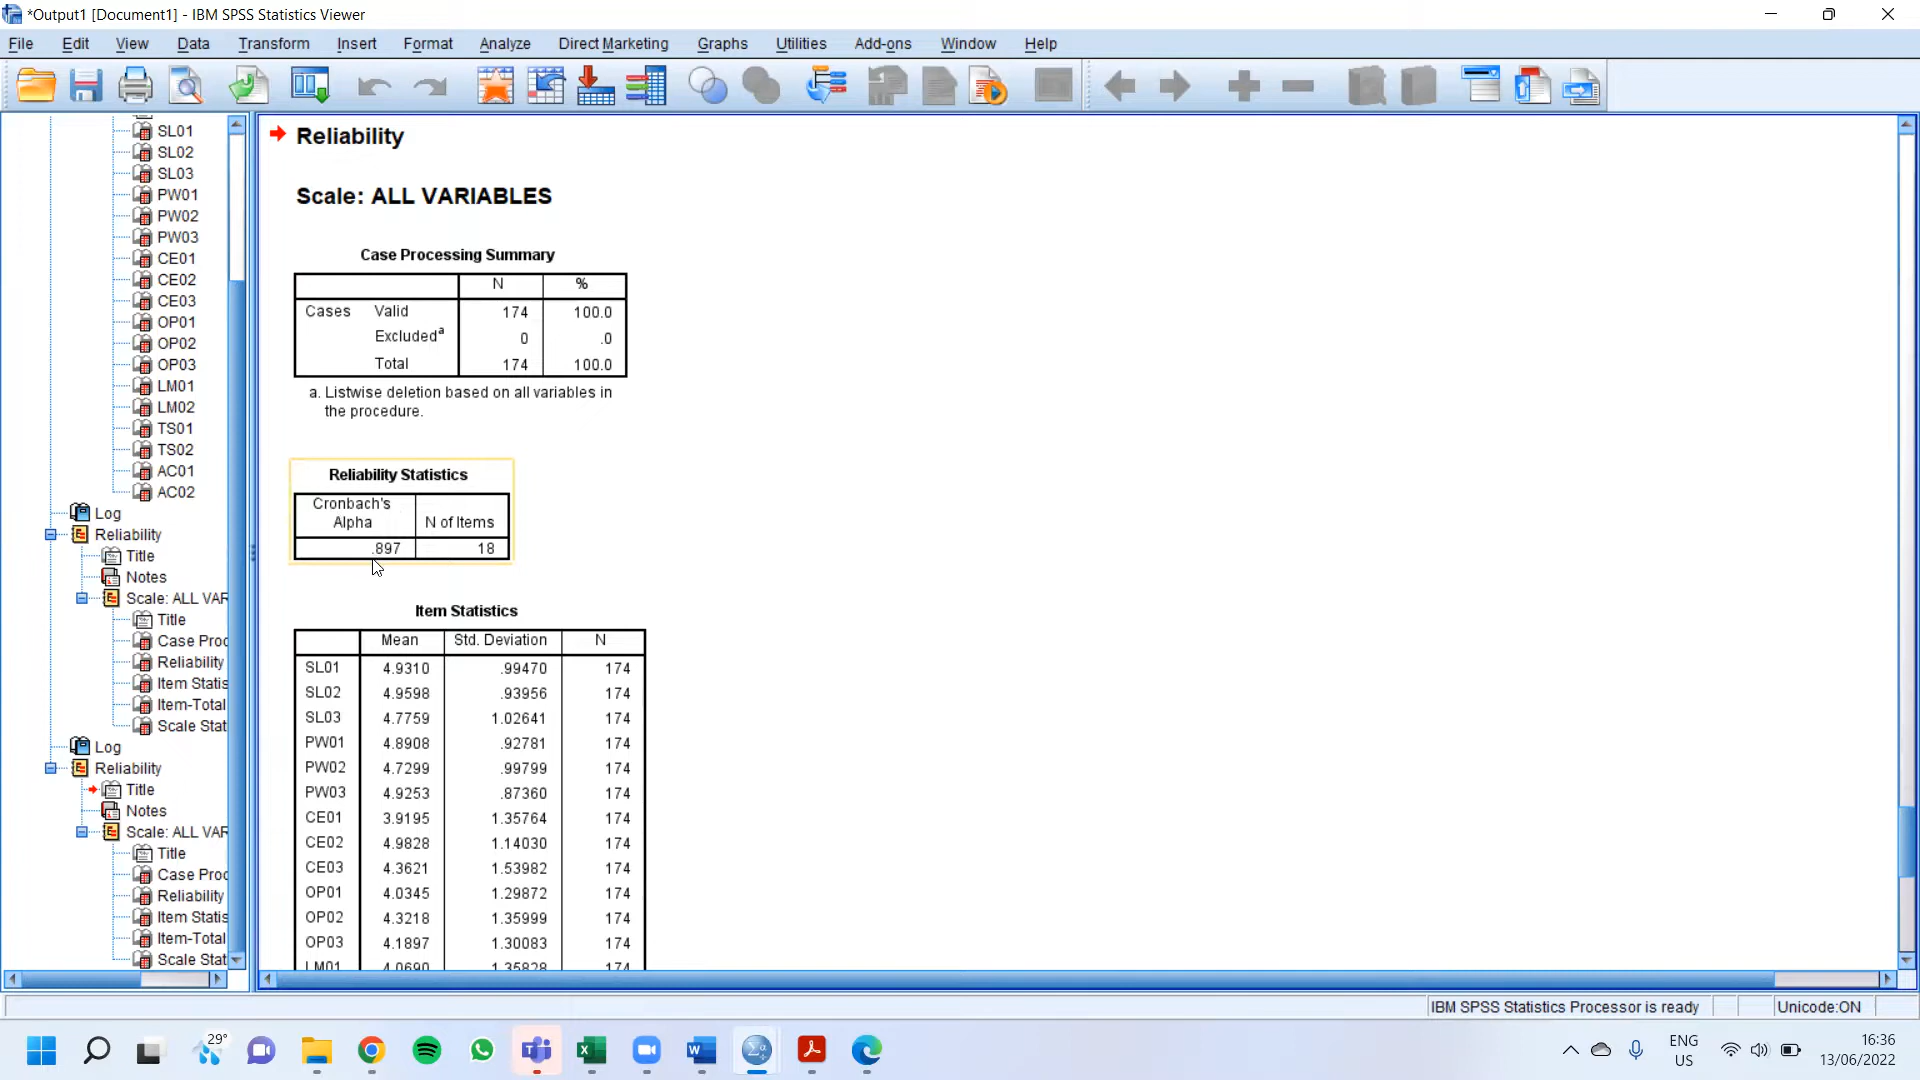 *Output1 [Document1] - IBM SPSS Statistics Viewer
File Edit View Data Transform Insert Format Analyze Direct Marketing Graphs Utilities Add-ons Window Help
SL01
SL02
SL03
PW01
PW02
PW03
CE01
CE02
CE03
OP01
OP02
OP03
LM01
LM02
TS01
TS02
AC01
AC02
Log
Reliability
Title
Notes
Scale: ALL VAR
Title
Case Proc
Reliability
Item Statis
Item-Total
Scale Stat
Log
Reliability
Title
Notes
Scale: ALL VAR
Title
Case Proc
Reliability
Item Statis
Item-Total
Scale Stat
Reliability
Scale: ALL VARIABLES
Case Processing Summary
N %
Cases Valid 174 100.0
Excludeda 0 .0
Total 174 100.0
a. Listwise deletion based on all variables in
the procedure.
Reliability Statistics
Cronbach's
Alpha N of Items
.897 18
Item Statistics
Mean Std. Deviation N
SL01 4.9310 .99470 174
SL02 4.9598 .93956 174
SL03 4.7759 1.02641 174
PW01 4.8908 .92781 174
PW02 4.7299 .99799 174
PW03 4.9253 .87360 174
CE01 3.9195 1.35764 174
CE02 4.9828 1.14030 174
CE03 4.3621 1.53982 174
OP01 4.0345 1.29872 174
OP02 4.3218 1.35999 174
OP03 4.1897 1.30083 174
LM01 4.0690 1.35828 174
IBM SPSS Statistics Processor is ready Unicode:ON
29°
ENG
US
16:36
13/06/2022